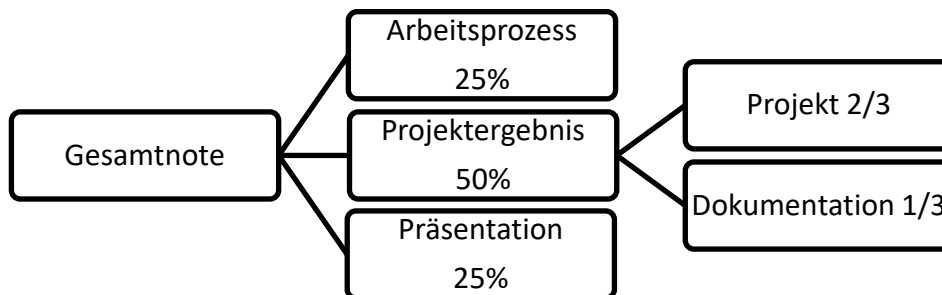 Gesamtnote
Arbeitsprozess
25%
Projektergebnis
50%
Präsentation
25%
Projekt 2/3
Dokumentation 1/3